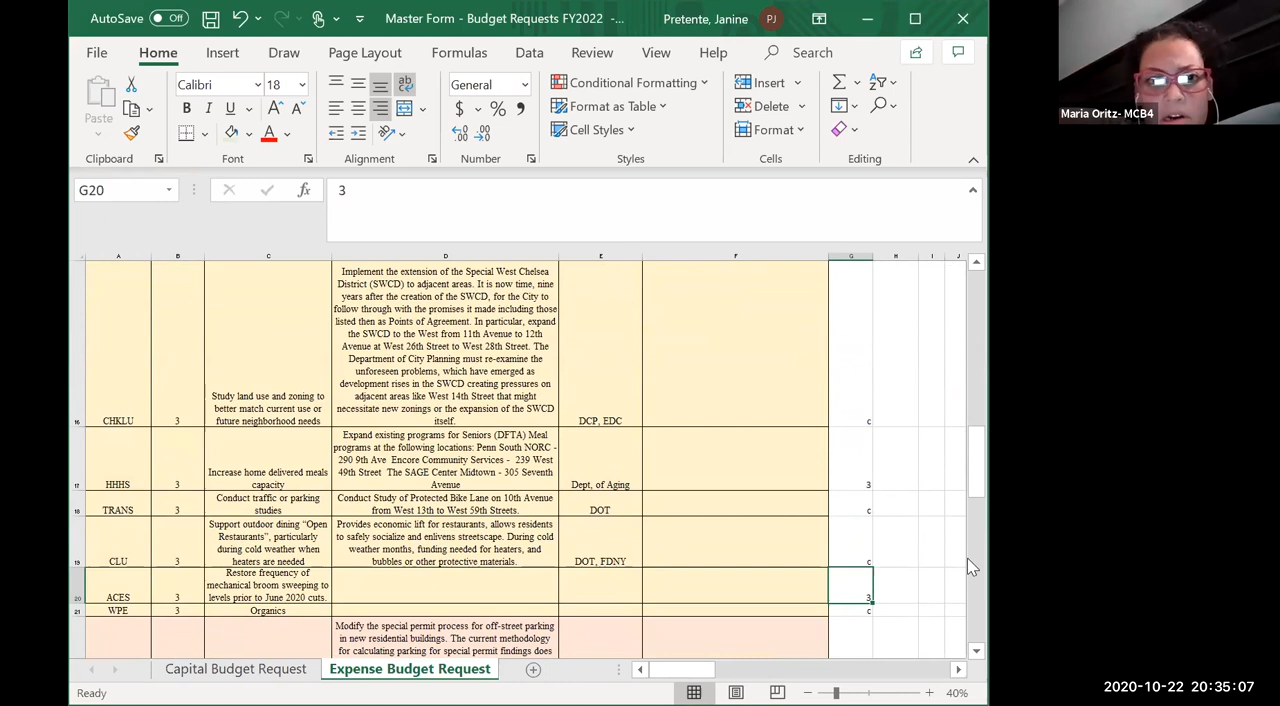 AutoSave Off Master Form - Budget Requests FY2022 -... Pretente, Janine PJ
File Home Insert Draw Page Layout Formulas Data Review View Help Search
Paste
Calibri 18
B I U
A A
A
ab
General
$ % ,
Conditional Formatting
Format as Table
Cell Styles
Insert
Delete
Format
Clipboard Font Alignment Number Styles Cells Editing
Maria Oritz- MCB4
G20 fx 3
A B C D E F G H I J
Implement the extension of the Special West Chelsea
District (SWCD) to adjacent areas. It is now time, nine
years after the creation of the SWCD, for the City to
follow through with the promises it made including those
listed then as Points of Agreement. In particular, expand
the SWCD to the West from 11th Avenue to 12th
Avenue at West 26th Street to West 28th Street. The
Department of City Planning must re-examine the
unforeseen problems, which have emerged as
development rises in the SWCD creating pressures on
adjacent areas like West 14th Street that might
necessitate new zonings or the expansion of the SWCD
itself.
Study land use and zoning to
better match current use or
future neighborhood needs
16 CHKLU 3 DCP, EDC c
Expand existing programs for Seniors (DFTA) Meal
programs at the following locations: Penn South NORC -
290 9th Ave Encore Community Services - 239 West
49th Street The SAGE Center Midtown - 305 Seventh
Avenue
Increase home delivered meals
capacity
17 HHHS 3 Dept, of Aging 3
Conduct traffic or parking
studies
Conduct Study of Protected Bike Lane on 10th Avenue
from West 13th to West 59th Streets.
18 TRANS 3 DOT c
Support outdoor dining “Open
Restaurants”, particularly
during cold weather when
heaters are needed
Provides economic lift for restaurants, allows residents
to safely socialize and enlivens streetscape. During cold
weather months, funding needed for heaters, and
bubbles or other protective materials.
19 CLU 3 DOT, FDNY c
Restore frequency of
mechanical broom sweeping to
levels prior to June 2020 cuts.
20 ACES 3 3
21 WPE 3 Organics c
Modify the special permit process for off-street parking
in new residential buildings. The current methodology
for calculating parking for special permit findings does
Capital Budget Request Expense Budget Request
Ready 40%
2020-10-22 20:35:07